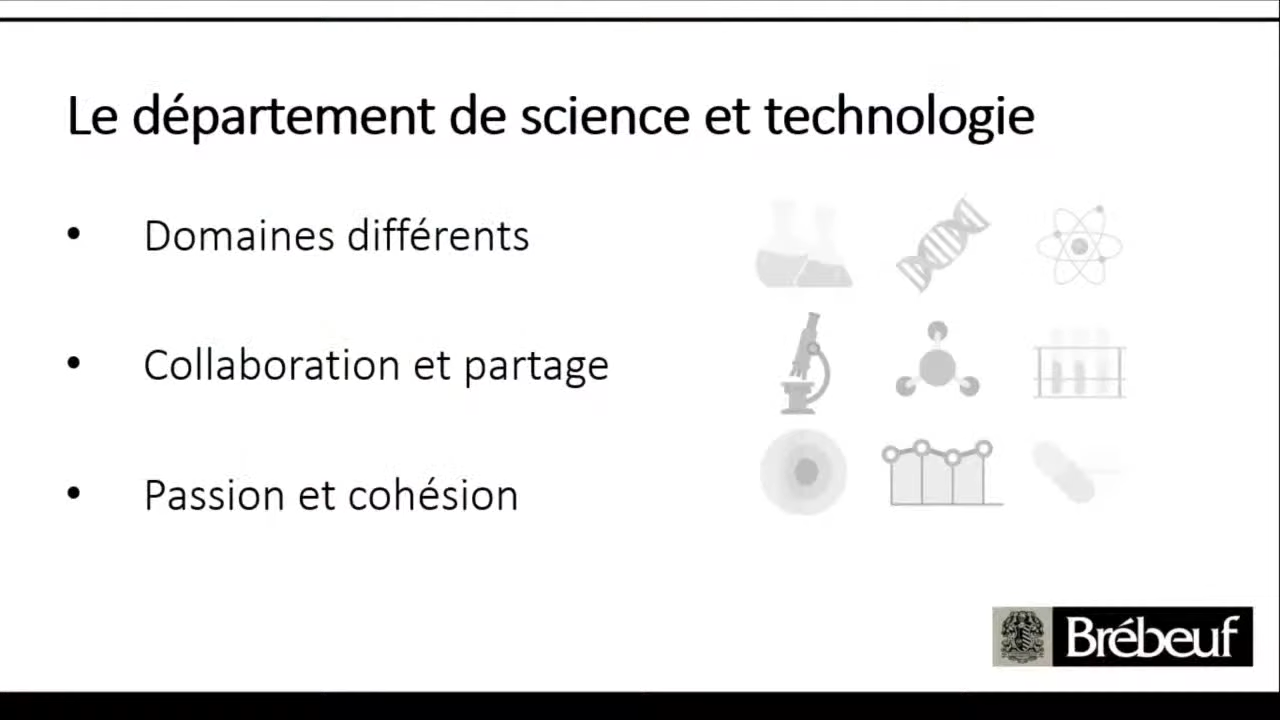 Le département de science et technologie
• Domaines différents
• Collaboration et partage
• Passion et cohésion
Brébeuf